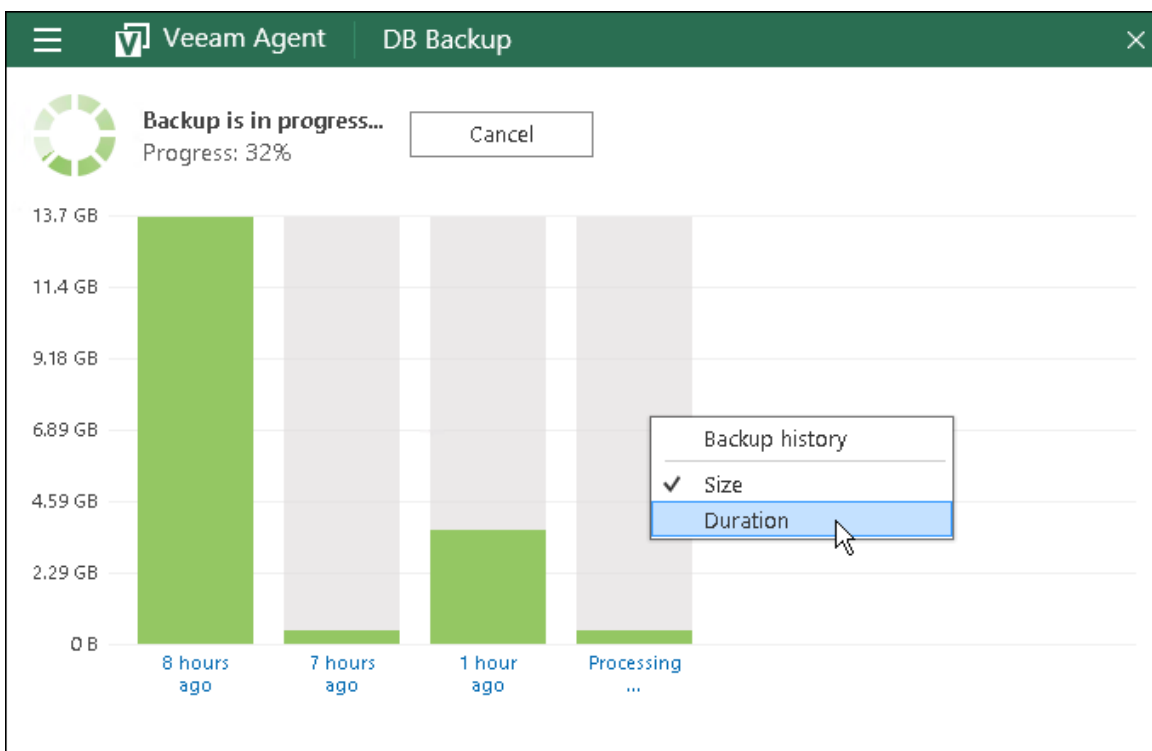 Veeam Agent DB Backup
Backup is in progress...
Progress: 32%
Cancel
13.7 GB
11.4 GB
9.18 GB
6.89 GB
4.59 GB
2.29 GB
0 B
Backup history
Size
Duration
8 hours
ago
7 hours
ago
1 hour
ago
Processing
...